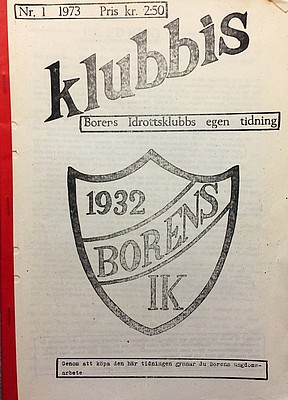 Nr. 1 1973 Pris kr. 2:50
klubbis
Borens Idrottsklubbs egen tidning
1932
BORENS
IK
Genom att köpa den här tidningen gynnar du Borens ungdoms-
arbete